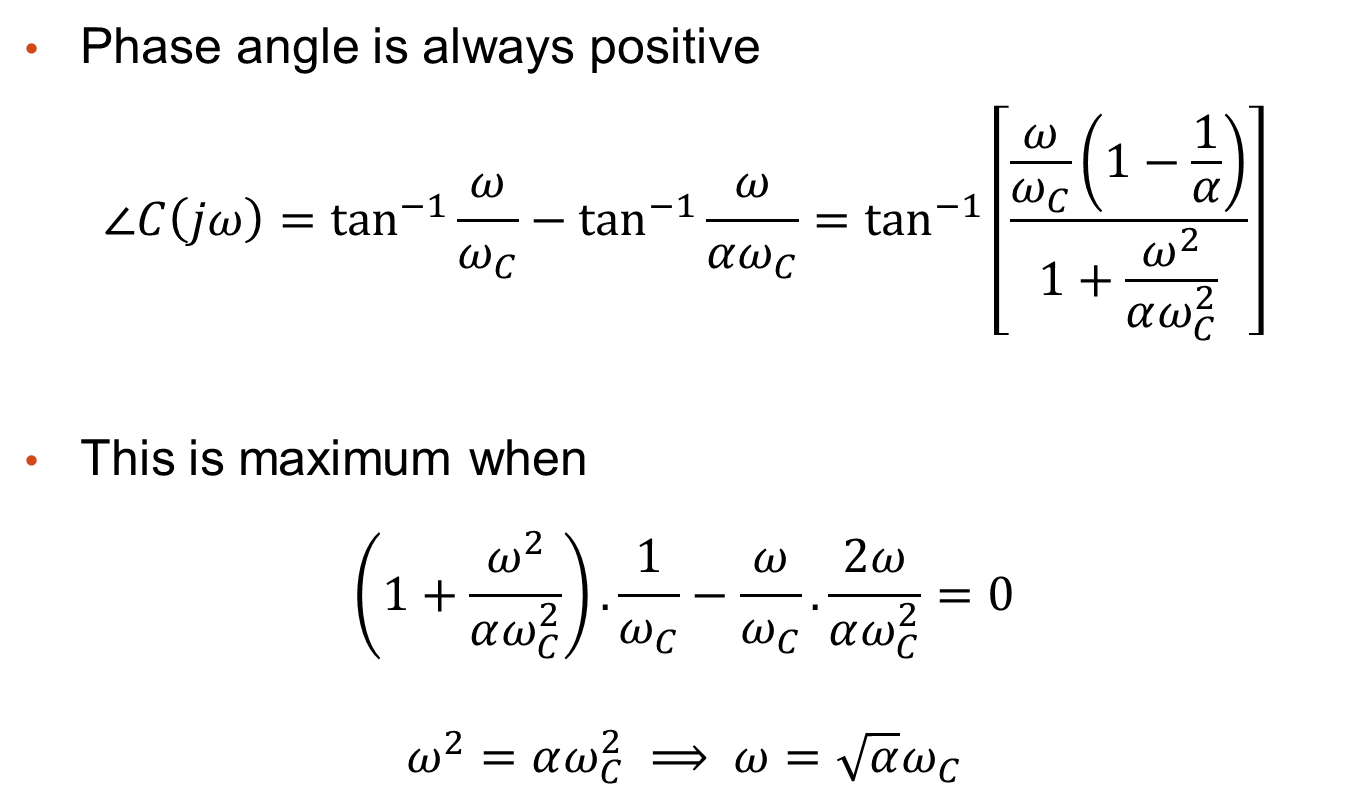 • Phase angle is always positive
∠C(jω) = tan⁻¹ ω/ω_C − tan⁻¹ ω/(αω_C) = tan⁻¹ [ (ω/ω_C (1 − 1/α)) / (1 + ω²/(αω_C²)) ]
• This is maximum when
(1 + ω²/(αω_C²)) . 1/ω_C − ω/ω_C . 2ω/(αω_C²) = 0
ω² = αω_C² ⟹ ω = √α ω_C